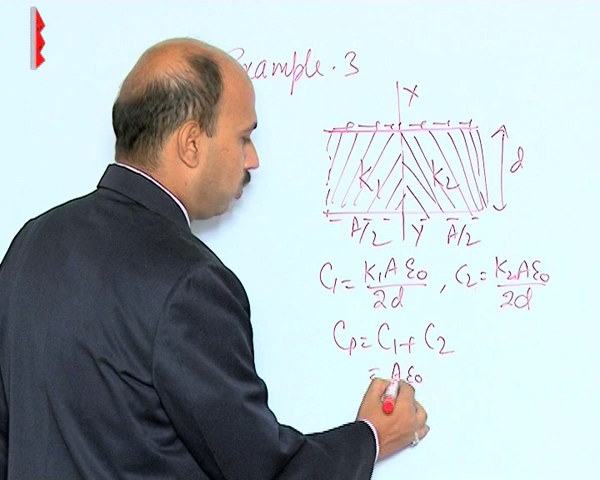 Example. 3
X
K1 K2 d
A/2 Y A/2
C1 = K1Aε0/2d , C2 = K2Aε0/2d
Cp = C1 + C2
= Aε0